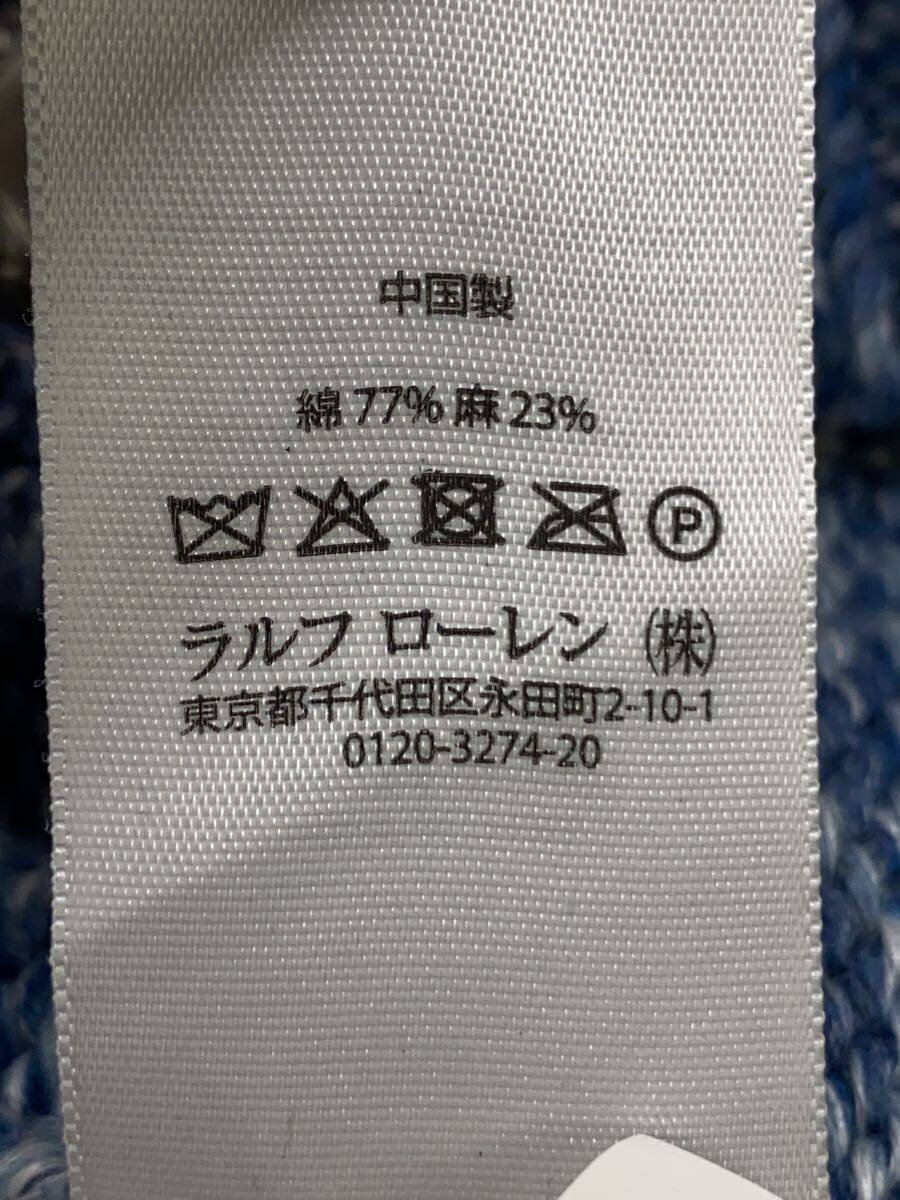 中国製
綿 77% 麻 23%
P
ラルフ ローレン (株)
東京都千代田区永田町2-10-1
0120-3274-20